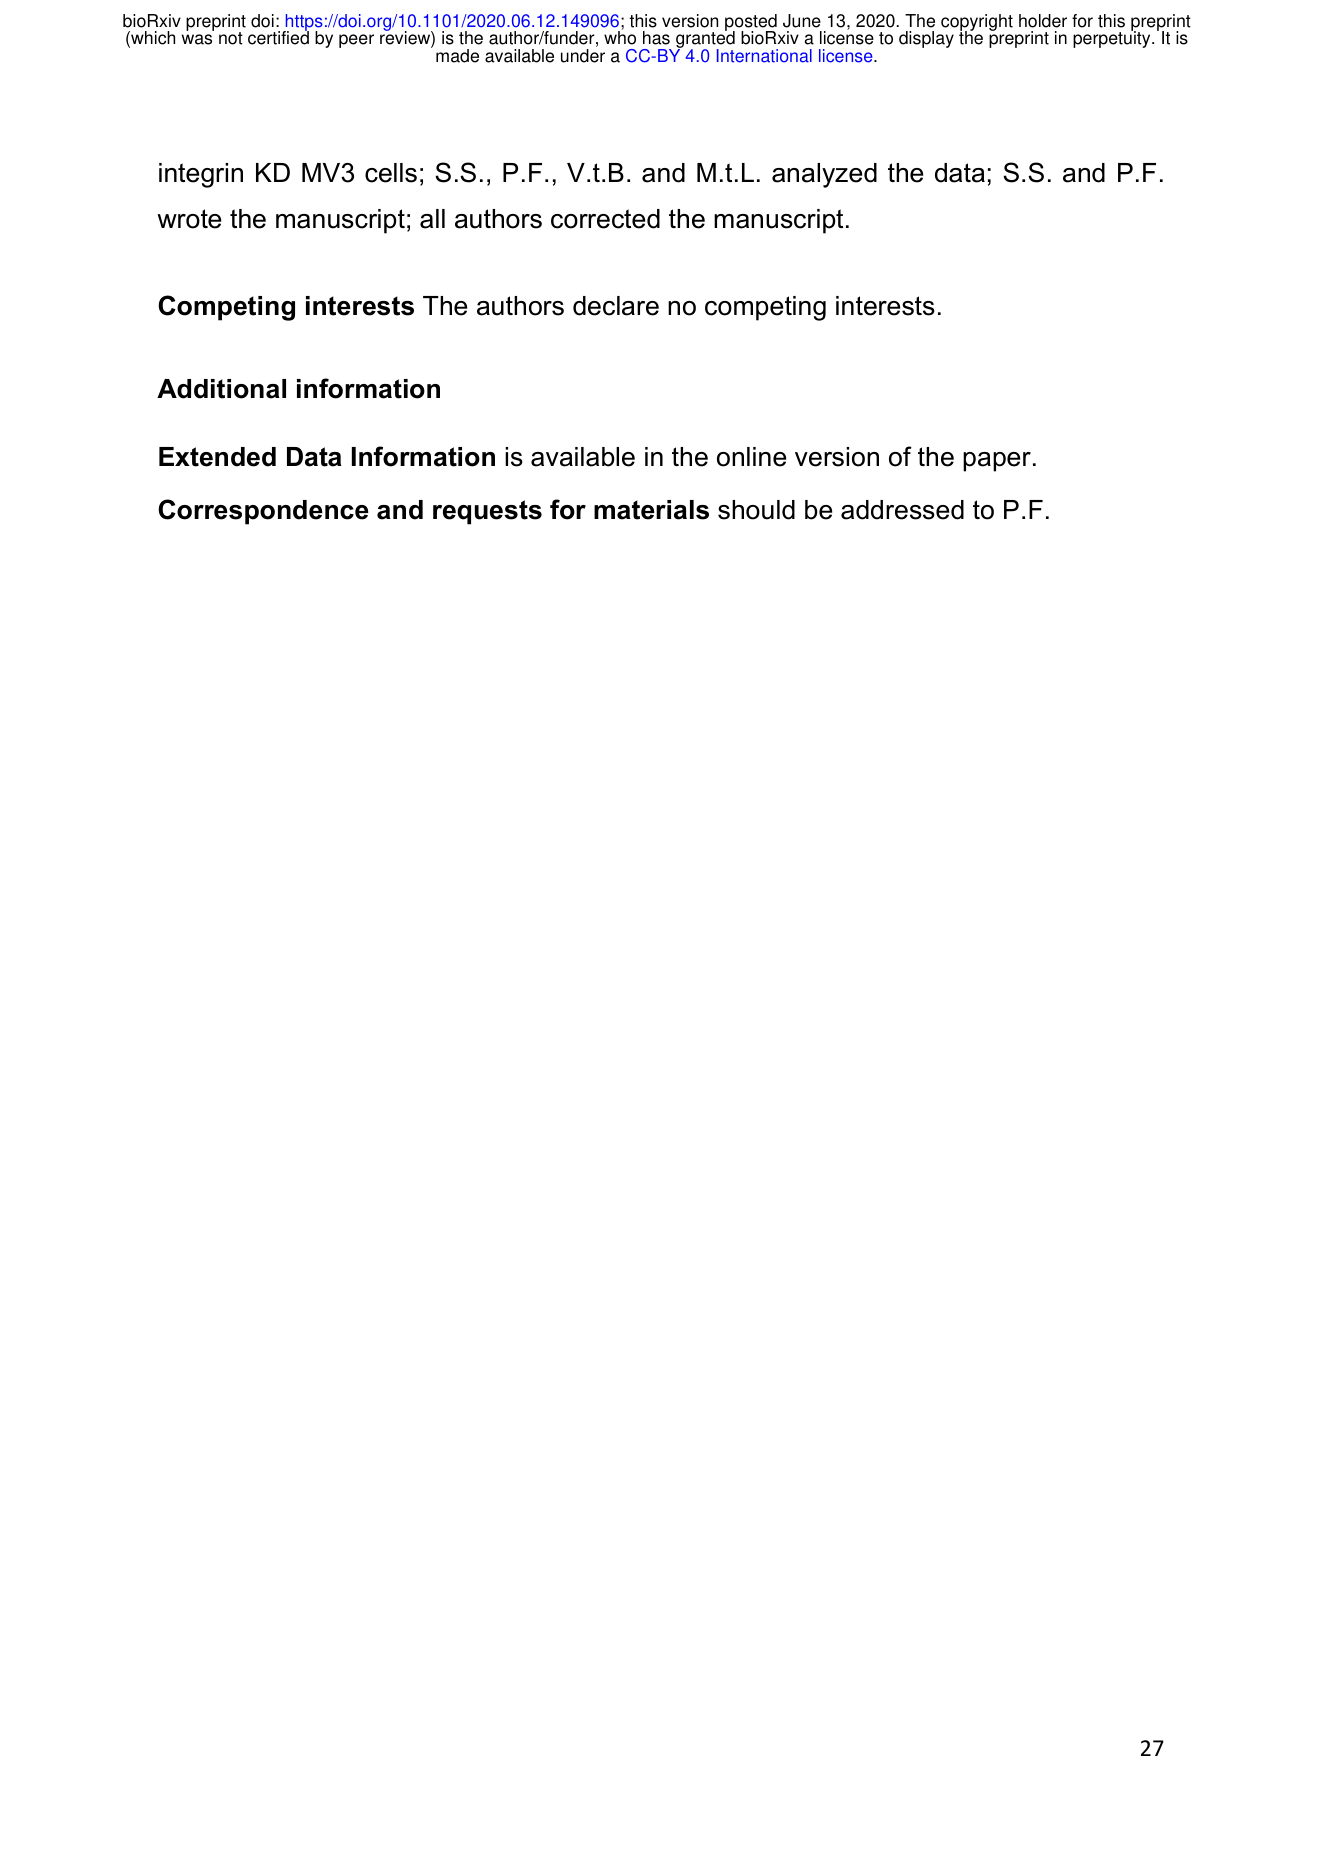 bioRxiv preprint doi: https://doi.org/10.1101/2020.06.12.149096; this version posted June 13, 2020. The copyright holder for this preprint
(which was not certified by peer review) is the author/funder, who has granted bioRxiv a license to display the preprint in perpetuity. It is
made available under a CC-BY 4.0 International license.
integrin KD MV3 cells; S.S., P.F., V.t.B. and M.t.L. analyzed the data; S.S. and P.F.
wrote the manuscript; all authors corrected the manuscript.
Competing interests The authors declare no competing interests.
Additional information
Extended Data Information is available in the online version of the paper.
Correspondence and requests for materials should be addressed to P.F.
27